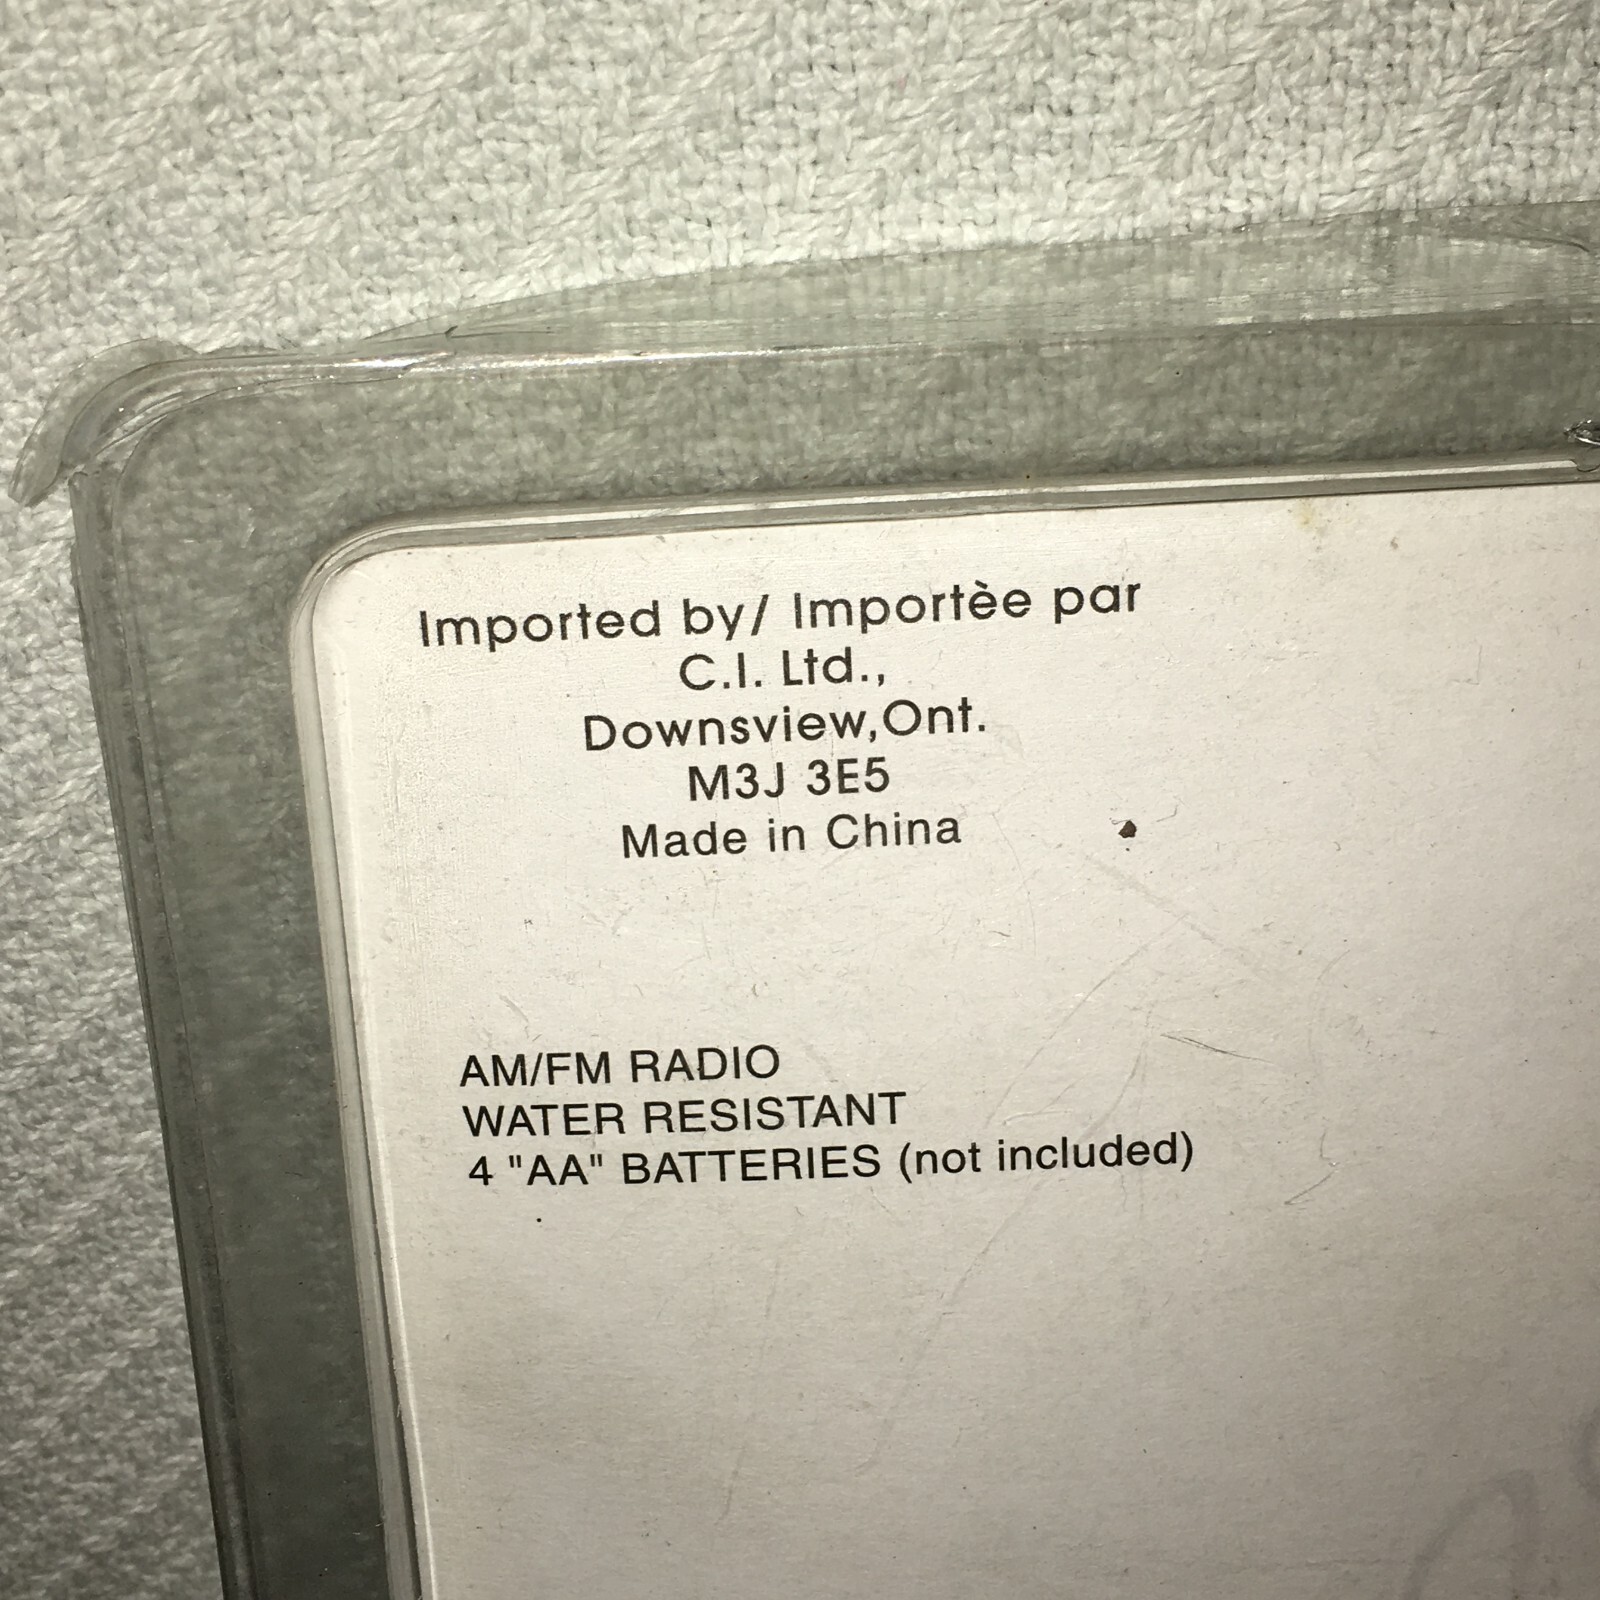 Imported by/ Importèe par
C.I. Ltd.,
Downsview,Ont.
M3J 3E5
Made in China
AM/FM RADIO
WATER RESISTANT
4 "AA" BATTERIES (not included)